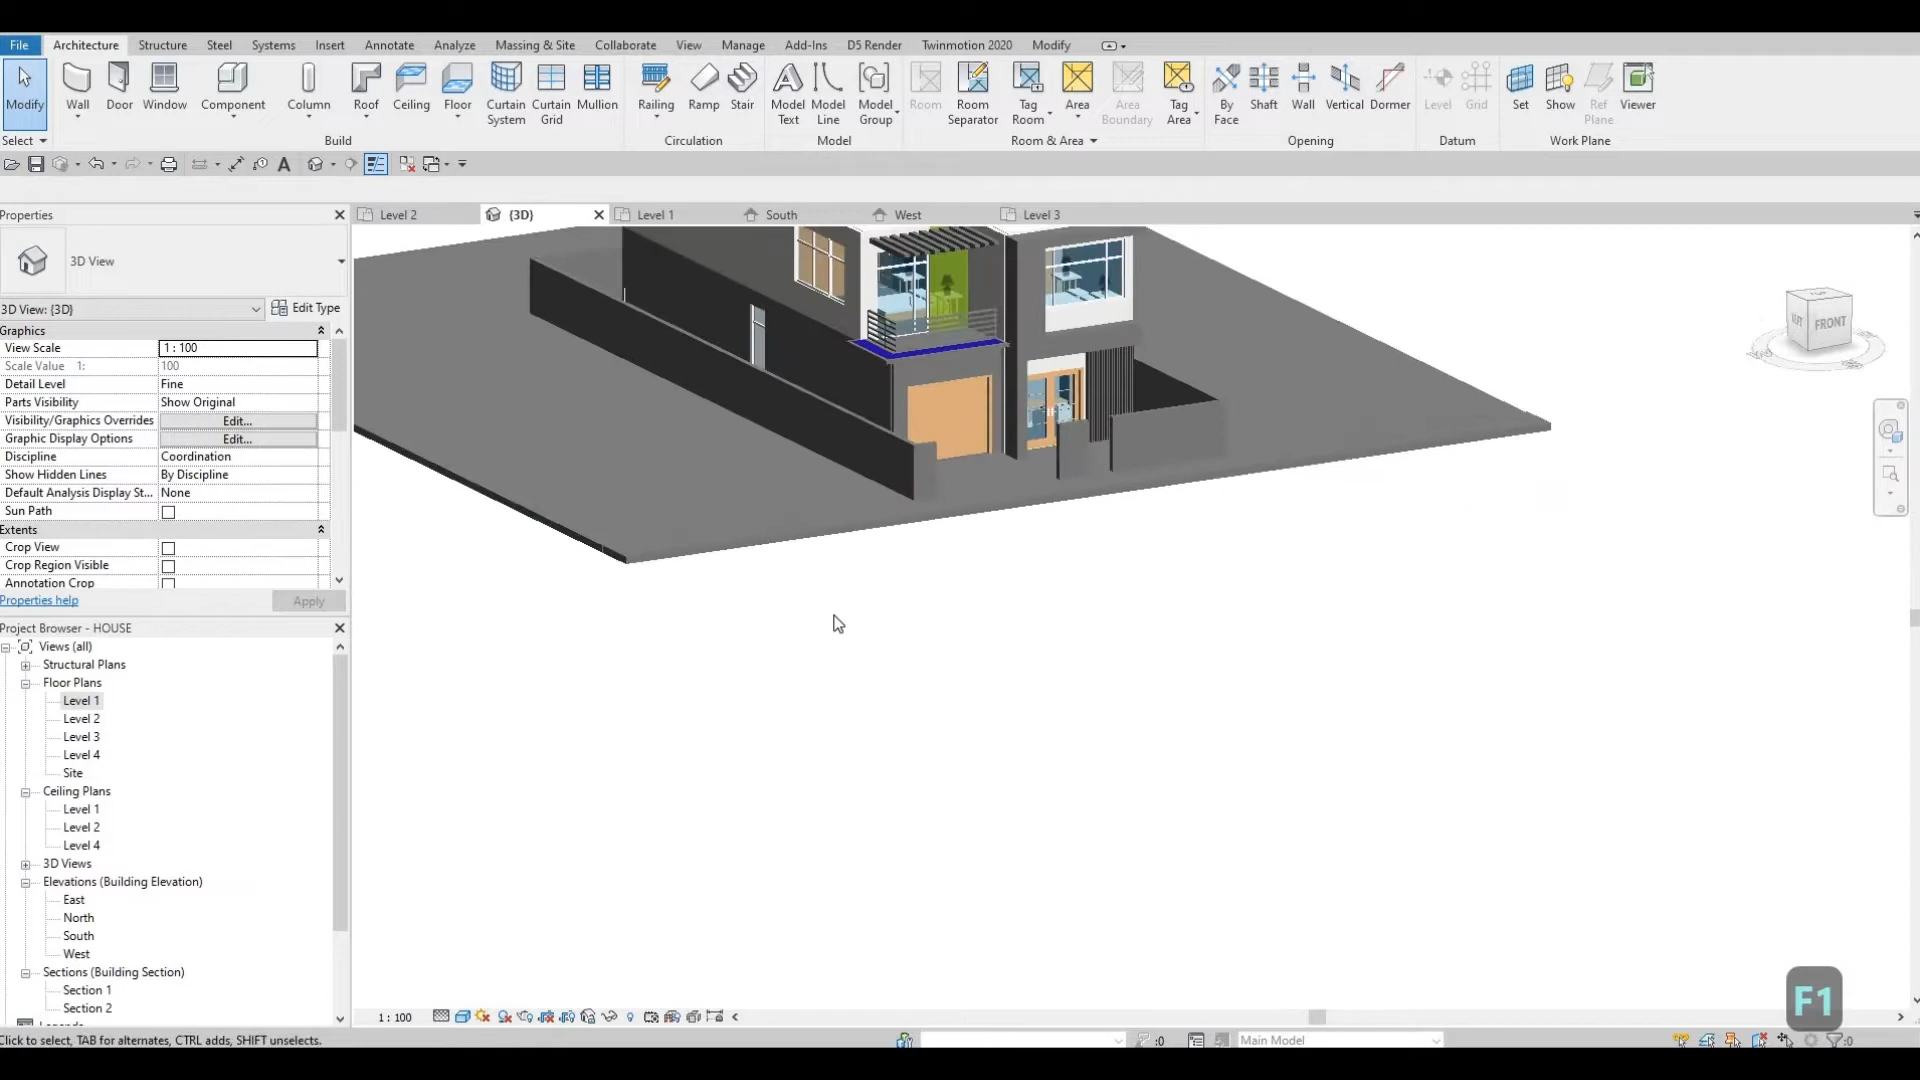 File Architecture Structure Steel Systems Insert Annotate Analyze Massing & Site Collaborate View Manage Add-Ins D5 Render Twinmotion 2020 Modify
Modify Wall Door Window Component Column Roof Ceiling Floor Curtain System Curtain Grid Mullion Railing Ramp Stair Model Text Model Line Model Group Room Room Separator Tag Room Area Area Boundary Tag Area By Face Shaft Wall Vertical Dormer Level Grid Set Show Ref Plane Viewer
Select Build Circulation Model Room & Area Opening Datum Work Plane
Properties
Level 2 {3D} Level 1 South West Level 3
3D View
3D View: {3D} Edit Type
Graphics
View Scale 1 : 100
Scale Value 1: 100
Detail Level Fine
Parts Visibility Show Original
Visibility/Graphics Overrides Edit...
Graphic Display Options Edit...
Discipline Coordination
Show Hidden Lines By Discipline
Default Analysis Display St... None
Sun Path
Extents
Crop View
Crop Region Visible
Annotation Crop
Properties help Apply
LEFT FRONT
Project Browser - HOUSE
Views (all)
Structural Plans
Floor Plans
Level 1
Level 2
Level 3
Level 4
Site
Ceiling Plans
Level 1
Level 2
Level 4
3D Views
Elevations (Building Elevation)
East
North
South
West
Sections (Building Section)
Section 1
Section 2
F1
1 : 100
Click to select, TAB for alternates, CTRL adds, SHIFT unselects. :0 Main Model :0